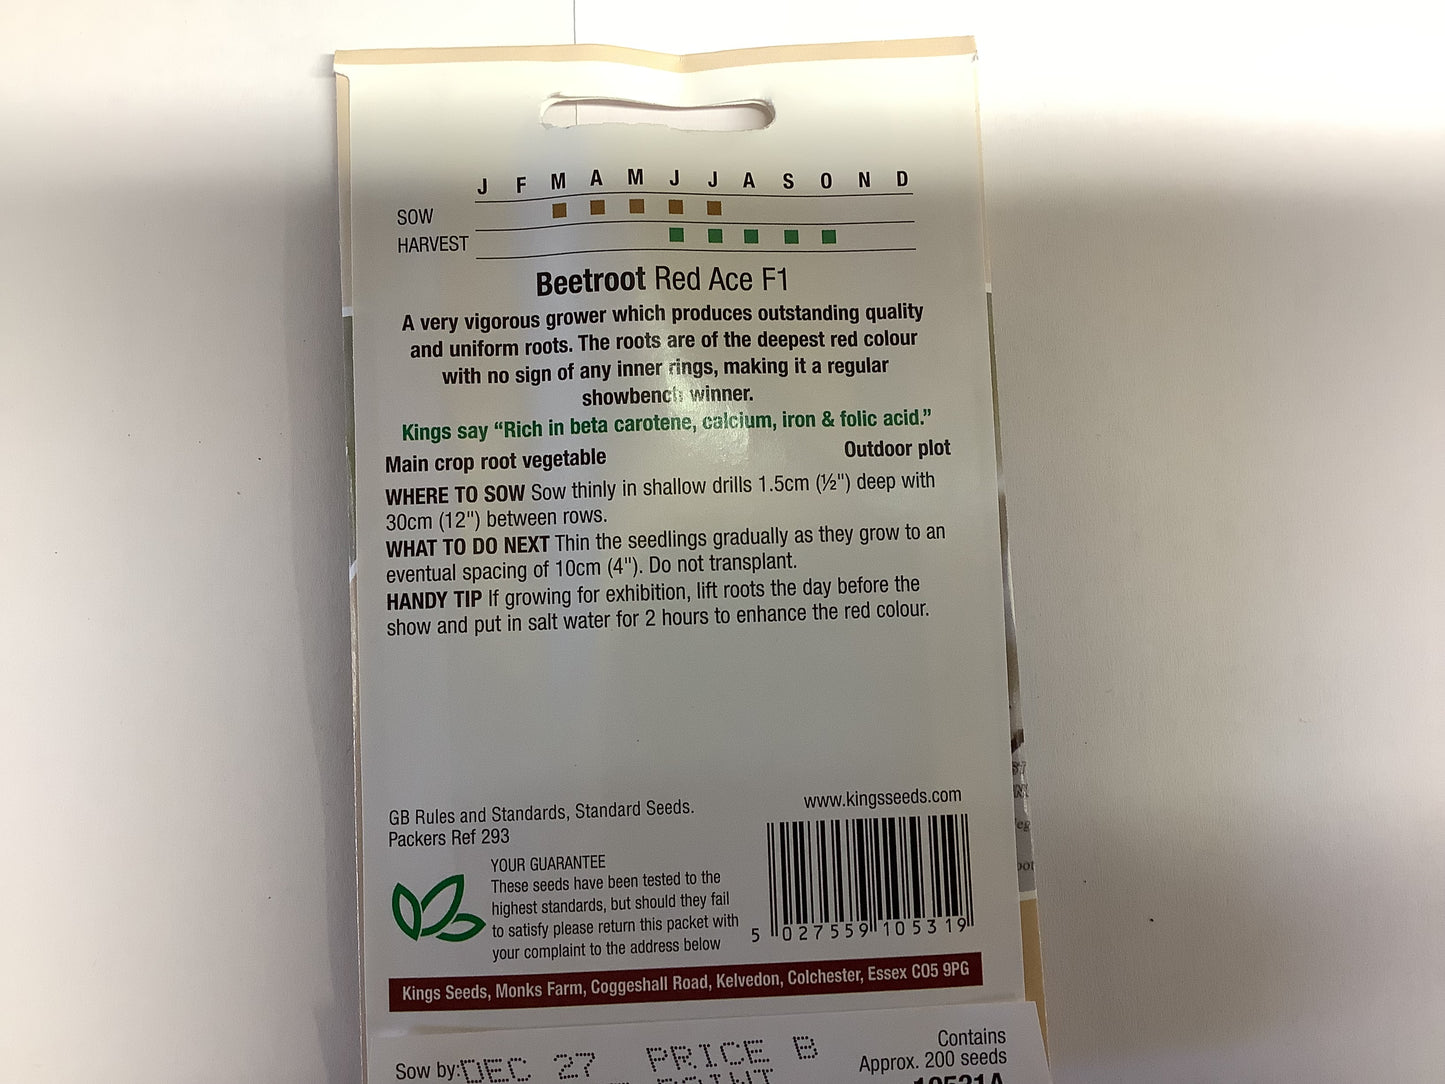 J F M A M J J A S O N D
SOW
HARVEST
Beetroot Red Ace F1
A very vigorous grower which produces outstanding quality
and uniform roots. The roots are of the deepest red colour
with no sign of any inner rings, making it a regular
showbench winner.
Kings say “Rich in beta carotene, calcium, iron & folic acid.”
Main crop root vegetable
Outdoor plot
WHERE TO SOW Sow thinly in shallow drills 1.5cm (½") deep with
30cm (12") between rows.
WHAT TO DO NEXT Thin the seedlings gradually as they grow to an
eventual spacing of 10cm (4"). Do not transplant.
HANDY TIP If growing for exhibition, lift roots the day before the
show and put in salt water for 2 hours to enhance the red colour.
GB Rules and Standards, Standard Seeds.
Packers Ref 293
www.kingsseeds.com
YOUR GUARANTEE
These seeds have been tested to the
highest standards, but should they fail
to satisfy please return this packet with
your complaint to the address below
5 027559 105319
Kings Seeds, Monks Farm, Coggeshall Road, Kelvedon, Colchester, Essex CO5 9PG
Sow by: DEC 27 PRICE B
Contains
Approx. 200 seeds
10531A